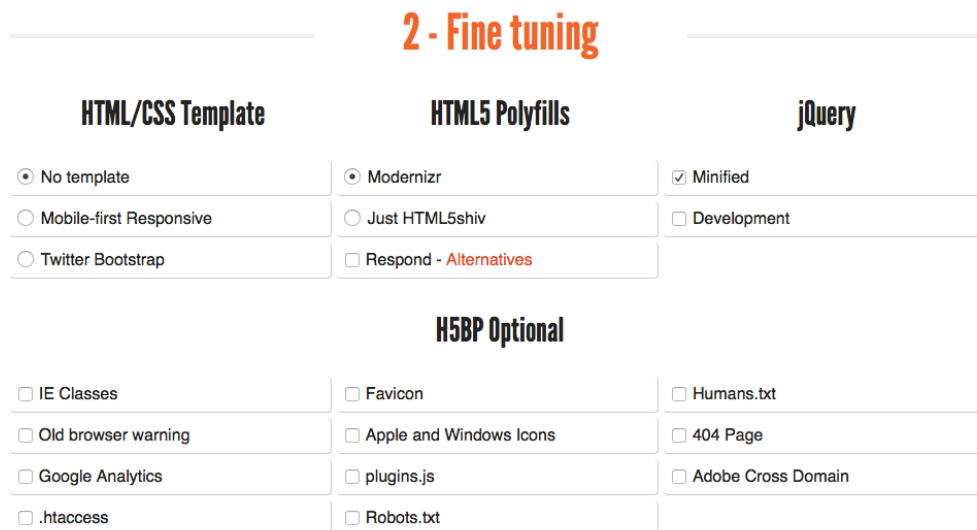 2 - Fine tuning
HTML/CSS Template
No template
Mobile-first Responsive
Twitter Bootstrap
HTML5 Polyfills
Modernizr
Just HTML5shiv
Respond - Alternatives
jQuery
Minified
Development
H5BP Optional
IE Classes
Old browser warning
Google Analytics
.htaccess
Favicon
Apple and Windows Icons
plugins.js
Robots.txt
Humans.txt
404 Page
Adobe Cross Domain